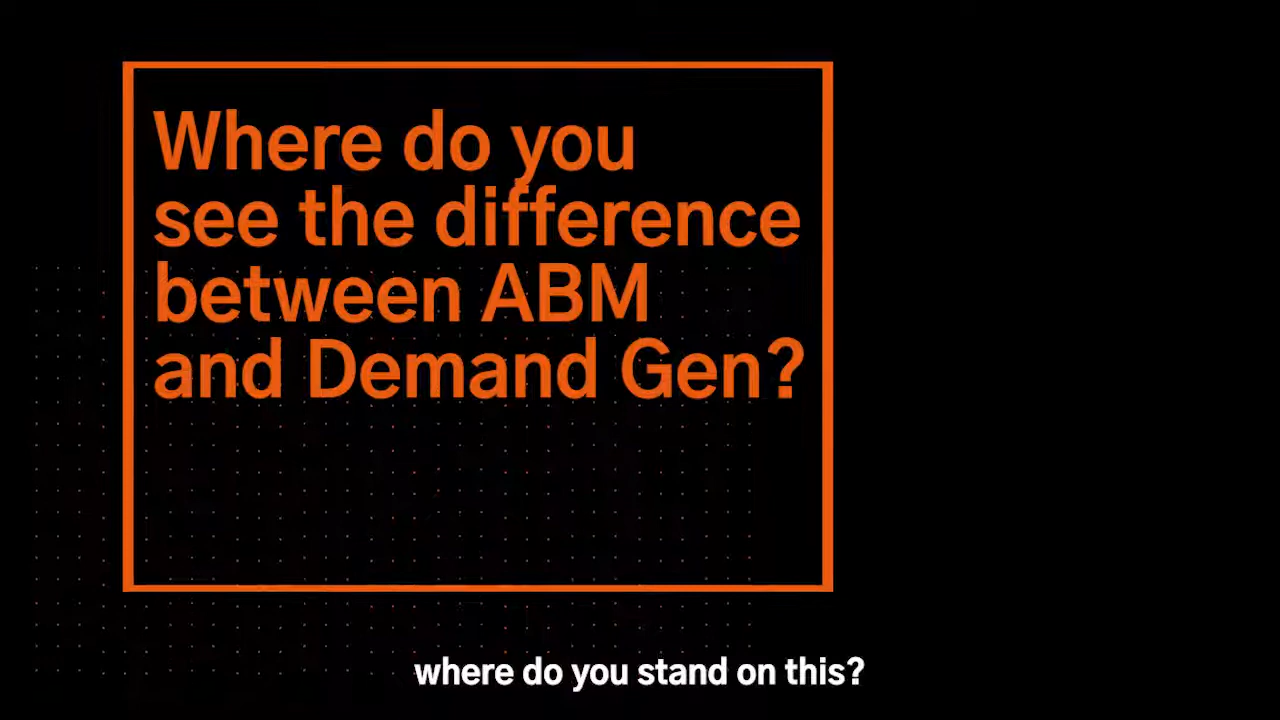 Where do you
see the difference
between ABM
and Demand Gen?
where do you stand on this?